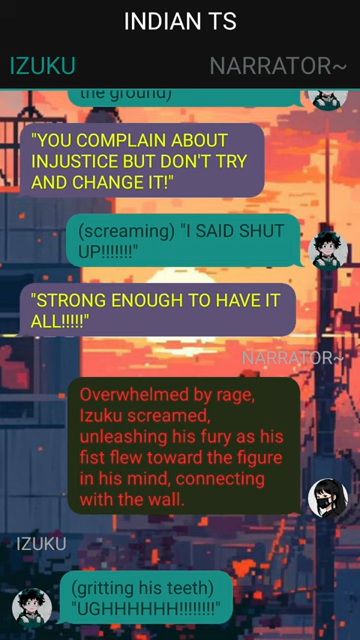 INDIAN TS
IZUKU NARRATOR~
the ground)
"YOU COMPLAIN ABOUT
INJUSTICE BUT DON'T TRY
AND CHANGE IT!"
(screaming) "I SAID SHUT
UP!!!!!!!"
"STRONG ENOUGH TO HAVE IT
ALL!!!!!"
NARRATOR~
Overwhelmed by rage,
Izuku screamed,
unleashing his fury as his
fist flew toward the figure
in his mind, connecting
with the wall.
IZUKU
(gritting his teeth)
"UGHHHHHH!!!!!!!!!"